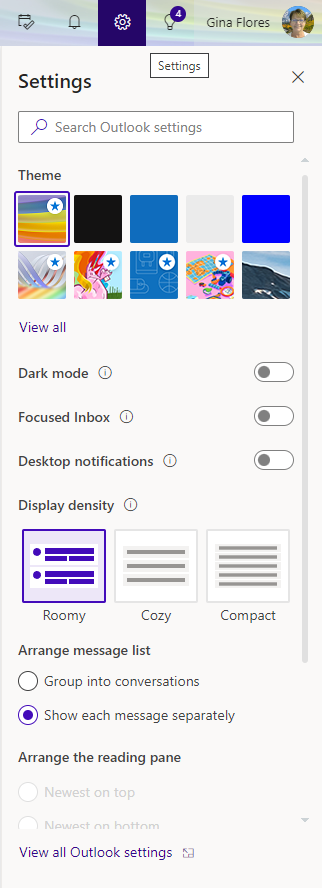 4
Gina Flores
Settings
Settings
Search Outlook settings
Theme
View all
Dark mode
Focused Inbox
Desktop notifications
Display density
Roomy Cozy Compact
Arrange message list
Group into conversations
Show each message separately
Arrange the reading pane
Newest on top
Newest on bottom
View all Outlook settings